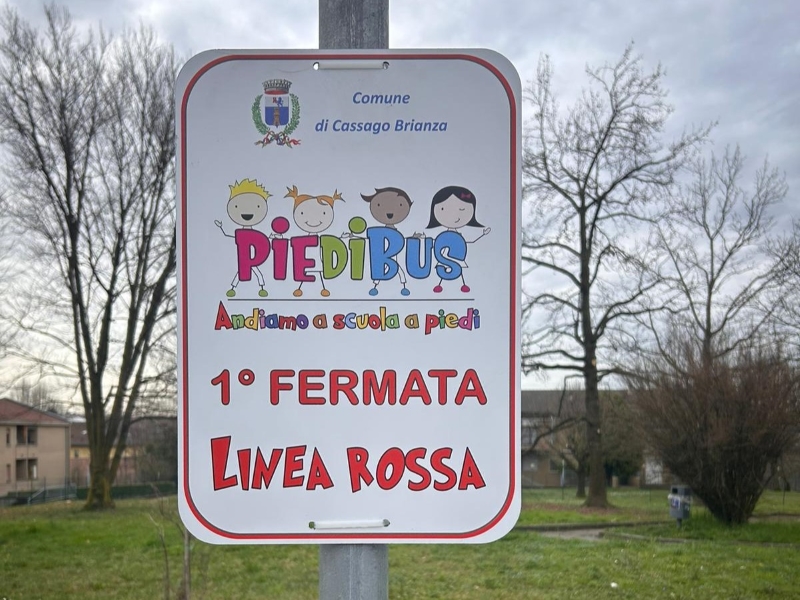 Comune
di Cassago Brianza
PIEDIBUS
Andiamo a scuola a piedi
1° FERMATA
LINEA ROSSA